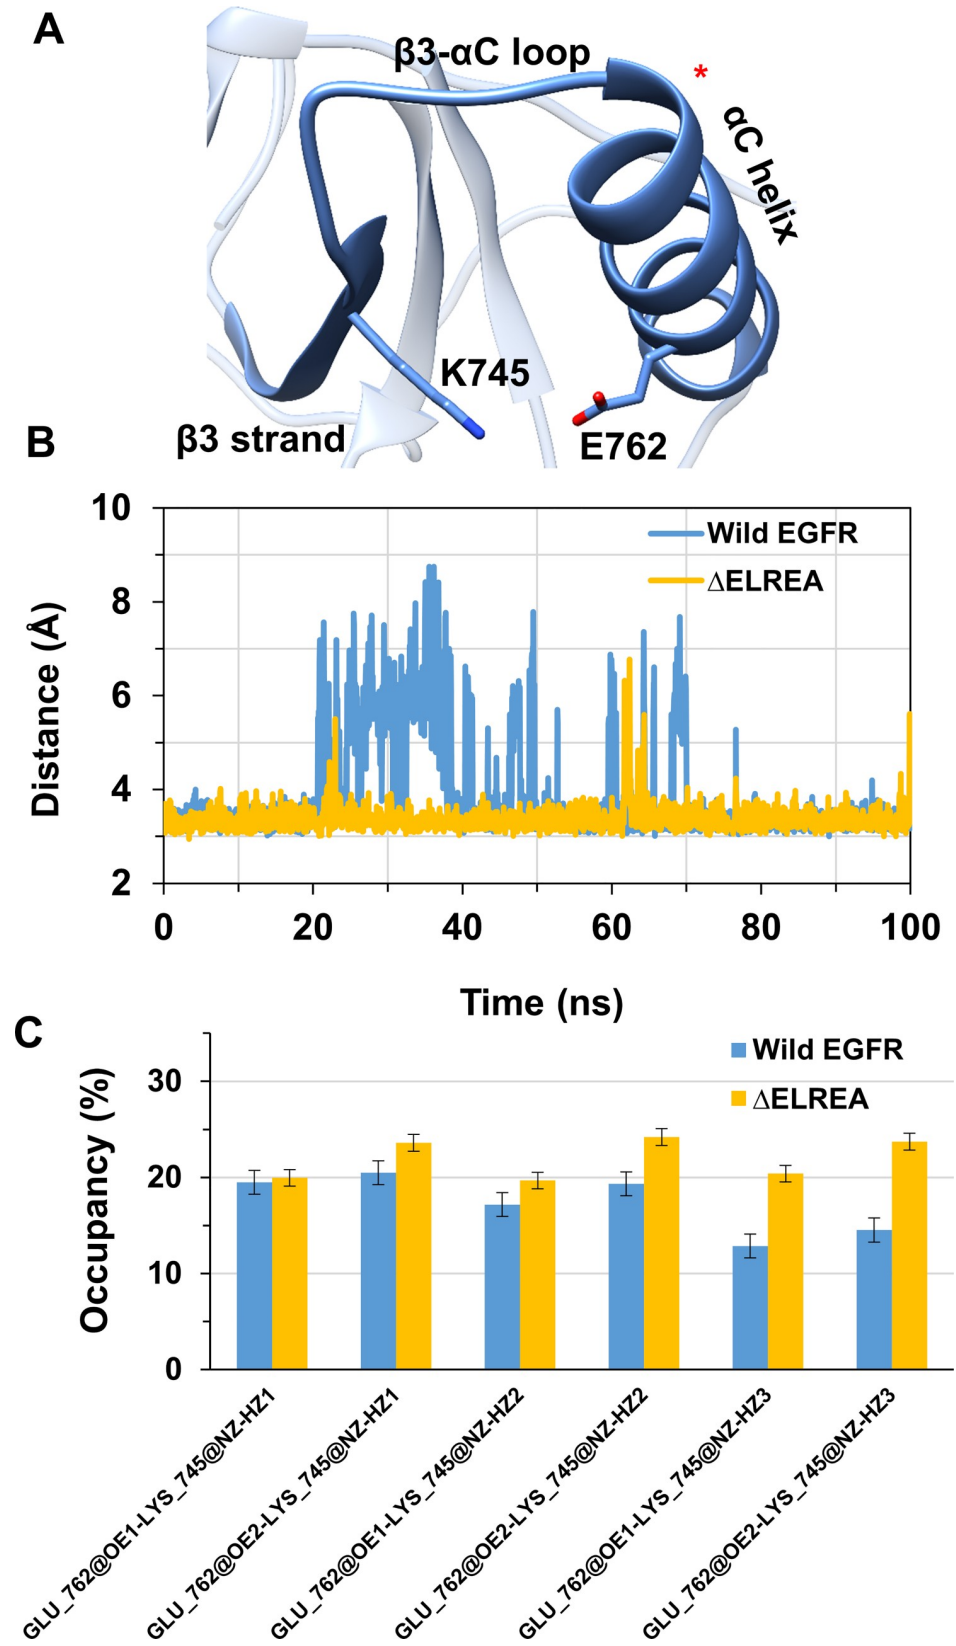 A
β3-αC loop
*
αC helix
K745
β3 strand
E762
B
10
8
6
4
2
Distance (Å)
Wild EGFR
ΔELREA
0 20 40 60 80 100
Time (ns)
C
Wild EGFR
ΔELREA
30
20
10
0
Occupancy (%)
GLU_762@OE1-LYS_745@NZ-HZ1
GLU_762@OE2-LYS_745@NZ-HZ1
GLU_762@OE1-LYS_745@NZ-HZ2
GLU_762@OE2-LYS_745@NZ-HZ2
GLU_762@OE1-LYS_745@NZ-HZ3
GLU_762@OE2-LYS_745@NZ-HZ3